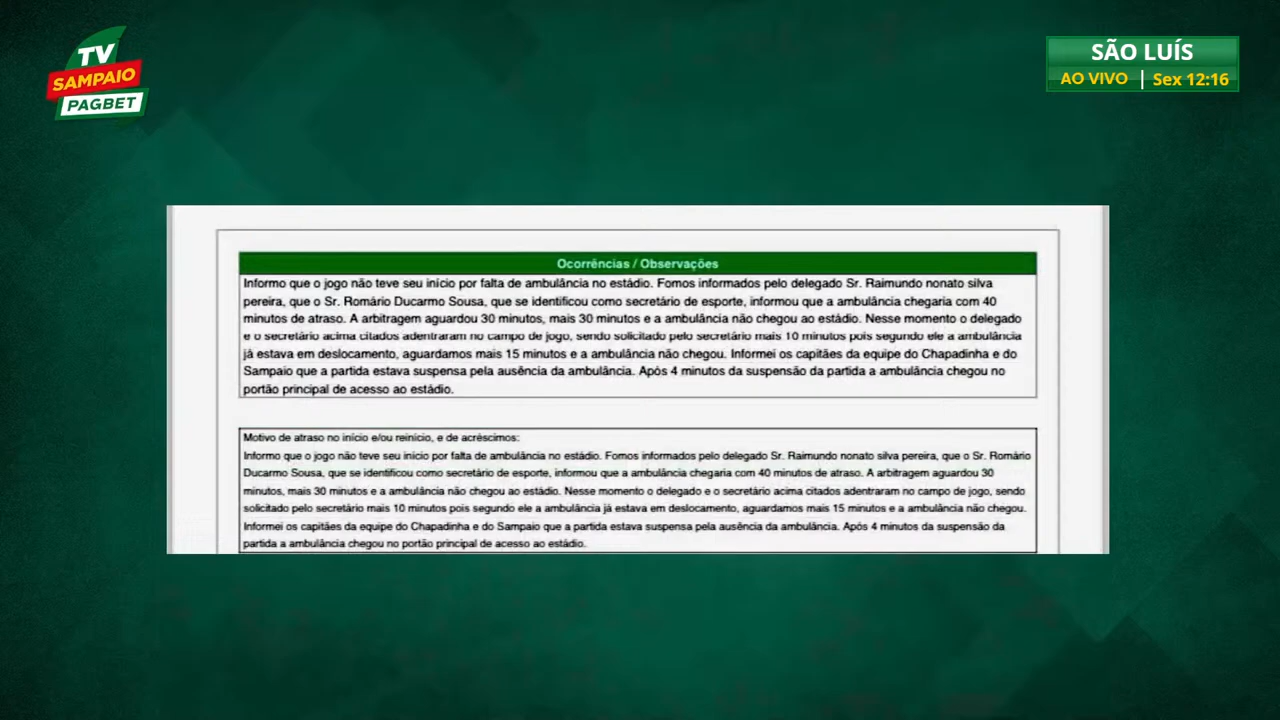 TV
SAMPAIO
PAGBET
SÃO LUÍS
AO VIVO | Sex 12:16
Ocorrências / Observações
Informo que o jogo não teve seu início por falta de ambulância no estádio. Fomos informados pelo delegado Sr. Raimundo nonato silva
pereira, que o Sr. Romário Ducarmo Sousa, que se identificou como secretário de esporte, informou que a ambulância chegaria com 40
minutos de atraso. A arbitragem aguardou 30 minutos, mais 30 minutos e a ambulância não chegou ao estádio. Nesse momento o delegado
e o secretário acima citados adentraram no campo de jogo, sendo solicitado pelo secretário mais 10 minutos pois segundo ele a ambulância
já estava em deslocamento, aguardamos mais 15 minutos e a ambulância não chegou. Informei os capitães da equipe do Chapadinha e do
Sampaio que a partida estava suspensa pela ausência da ambulância. Após 4 minutos da suspensão da partida a ambulância chegou no
portão principal de acesso ao estádio.
Motivo de atraso no início e/ou reinício, e de acréscimos:
Informo que o jogo não teve seu início por falta de ambulância no estádio. Fomos informados pelo delegado Sr. Raimundo nonato silva pereira, que o Sr. Romário
Ducarmo Sousa, que se identificou como secretário de esporte, informou que a ambulância chegaria com 40 minutos de atraso. A arbitragem aguardou 30
minutos, mais 30 minutos e a ambulância não chegou ao estádio. Nesse momento o delegado e o secretário acima citados adentraram no campo de jogo, sendo
solicitado pelo secretário mais 10 minutos pois segundo ele a ambulância já estava em deslocamento, aguardamos mais 15 minutos e a ambulância não chegou.
Informei os capitães da equipe do Chapadinha e do Sampaio que a partida estava suspensa pela ausência da ambulância. Após 4 minutos da suspensão da
partida a ambulância chegou no portão principal de acesso ao estádio.